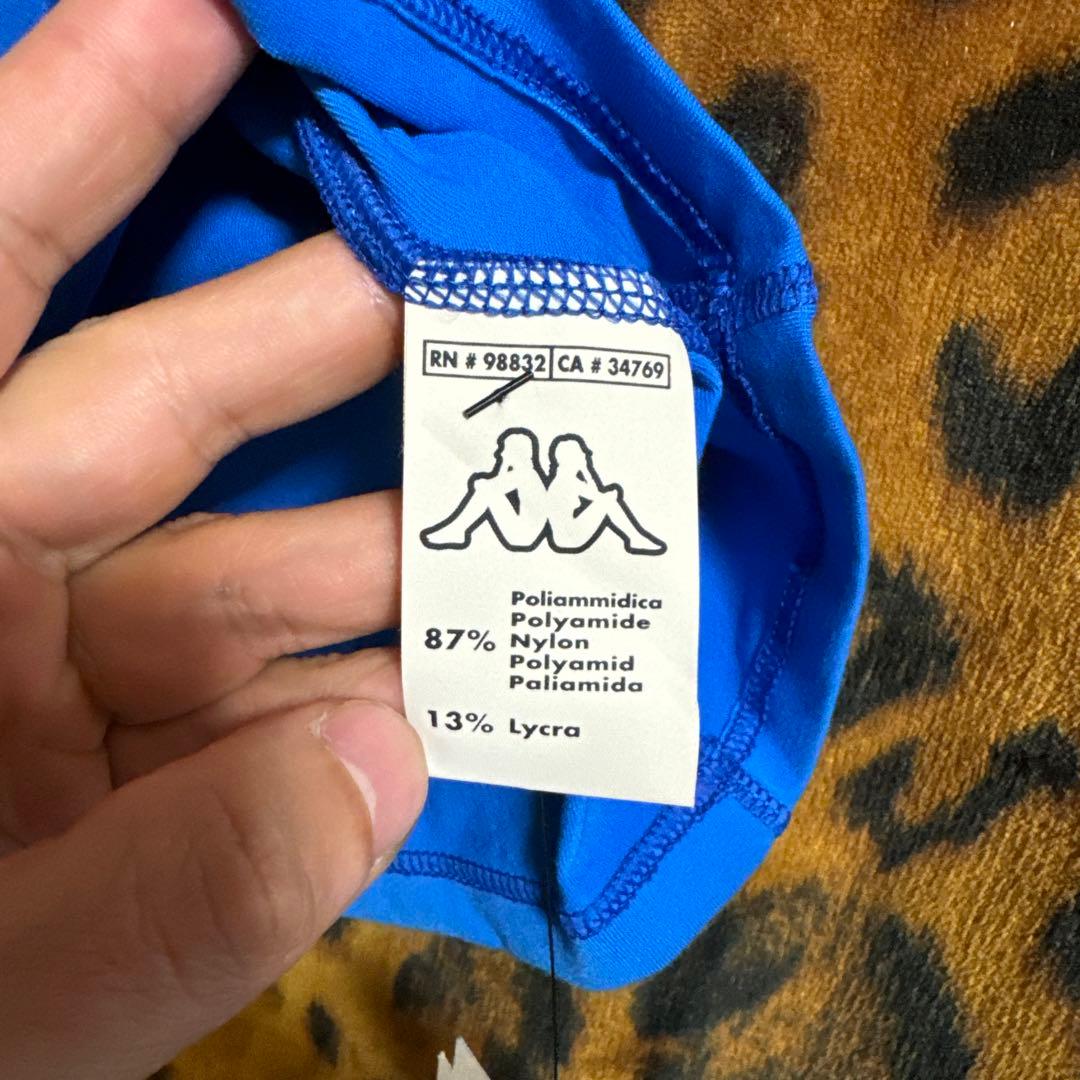 RN # 98832 CA # 34769
Poliammidica
Polyamide
87% Nylon
Polyamid
Paliamida
13% Lycra